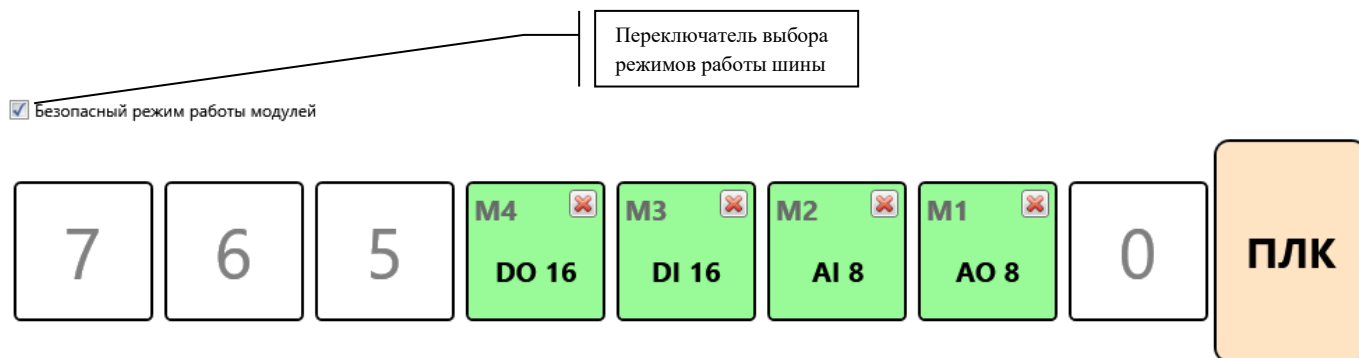 Переключатель выбора
режимов работы шины
Безопасный режим работы модулей
7 6 5 M4 M3 M2 M1 0 ПЛК
DO 16 DI 16 AI 8 AO 8